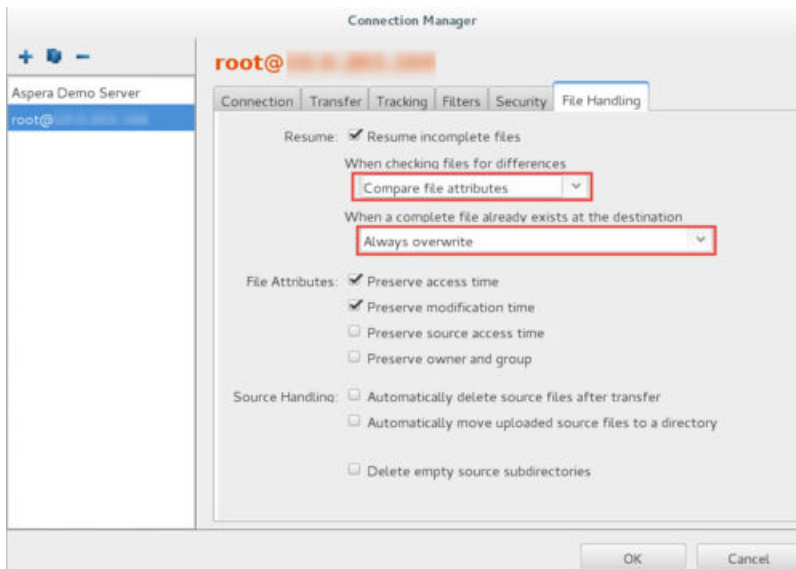 Connection Manager
root@
Aspera Demo Server
root@
Connection Transfer Tracking Filters Security File Handling
Resume: Resume incomplete files
When checking files for differences
Compare file attributes
When a complete file already exists at the destination
Always overwrite
File Attributes: Preserve access time
Preserve modification time
Preserve source access time
Preserve owner and group
Source Handling: Automatically delete source files after transfer
Automatically move uploaded source files to a directory
Delete empty source subdirectories
OK Cancel